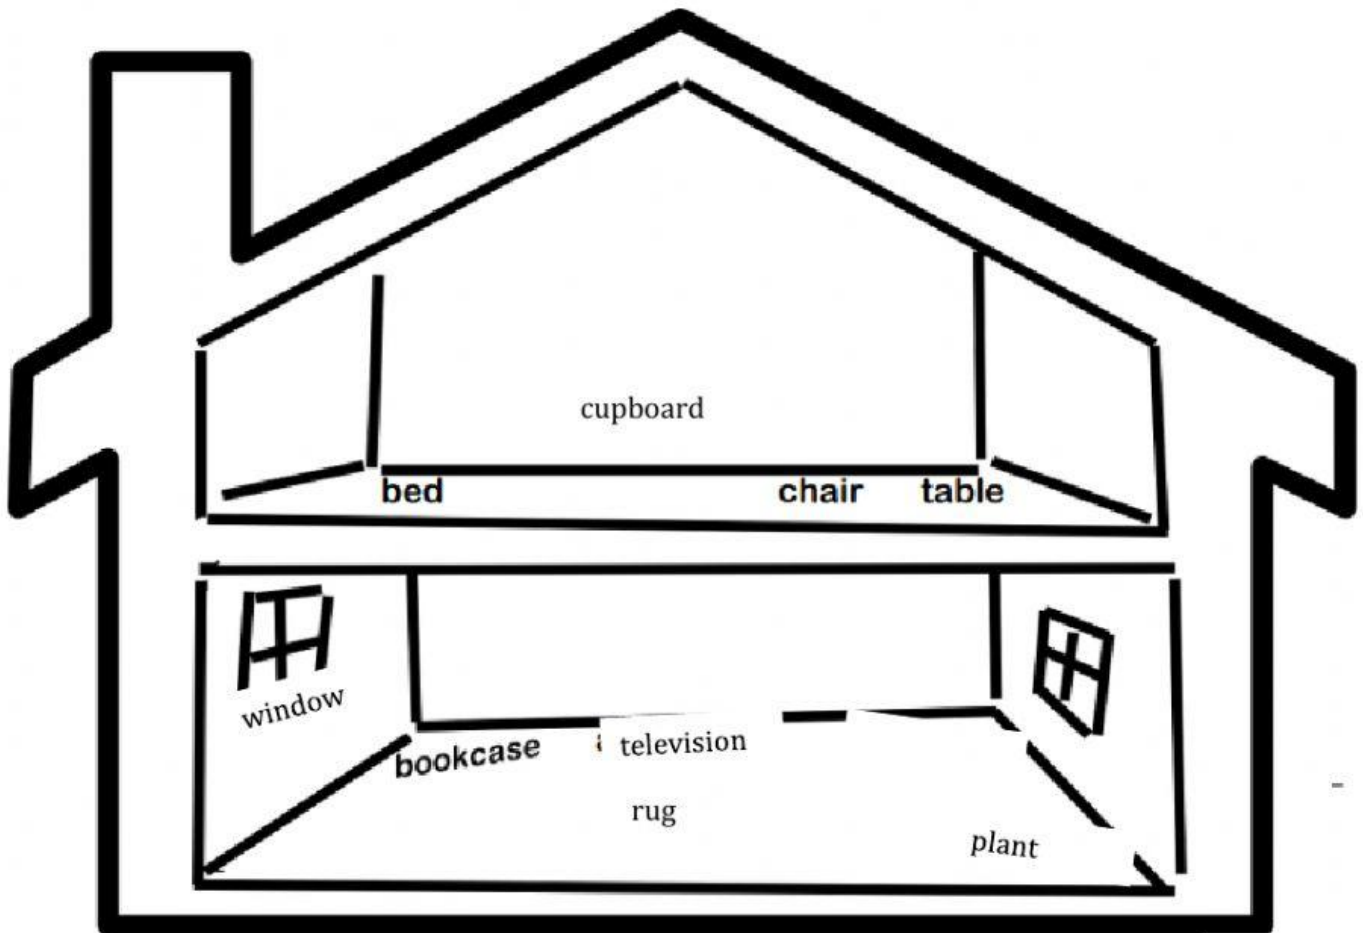 cupboard
bed chair table
window
bookcase television
rug
plant